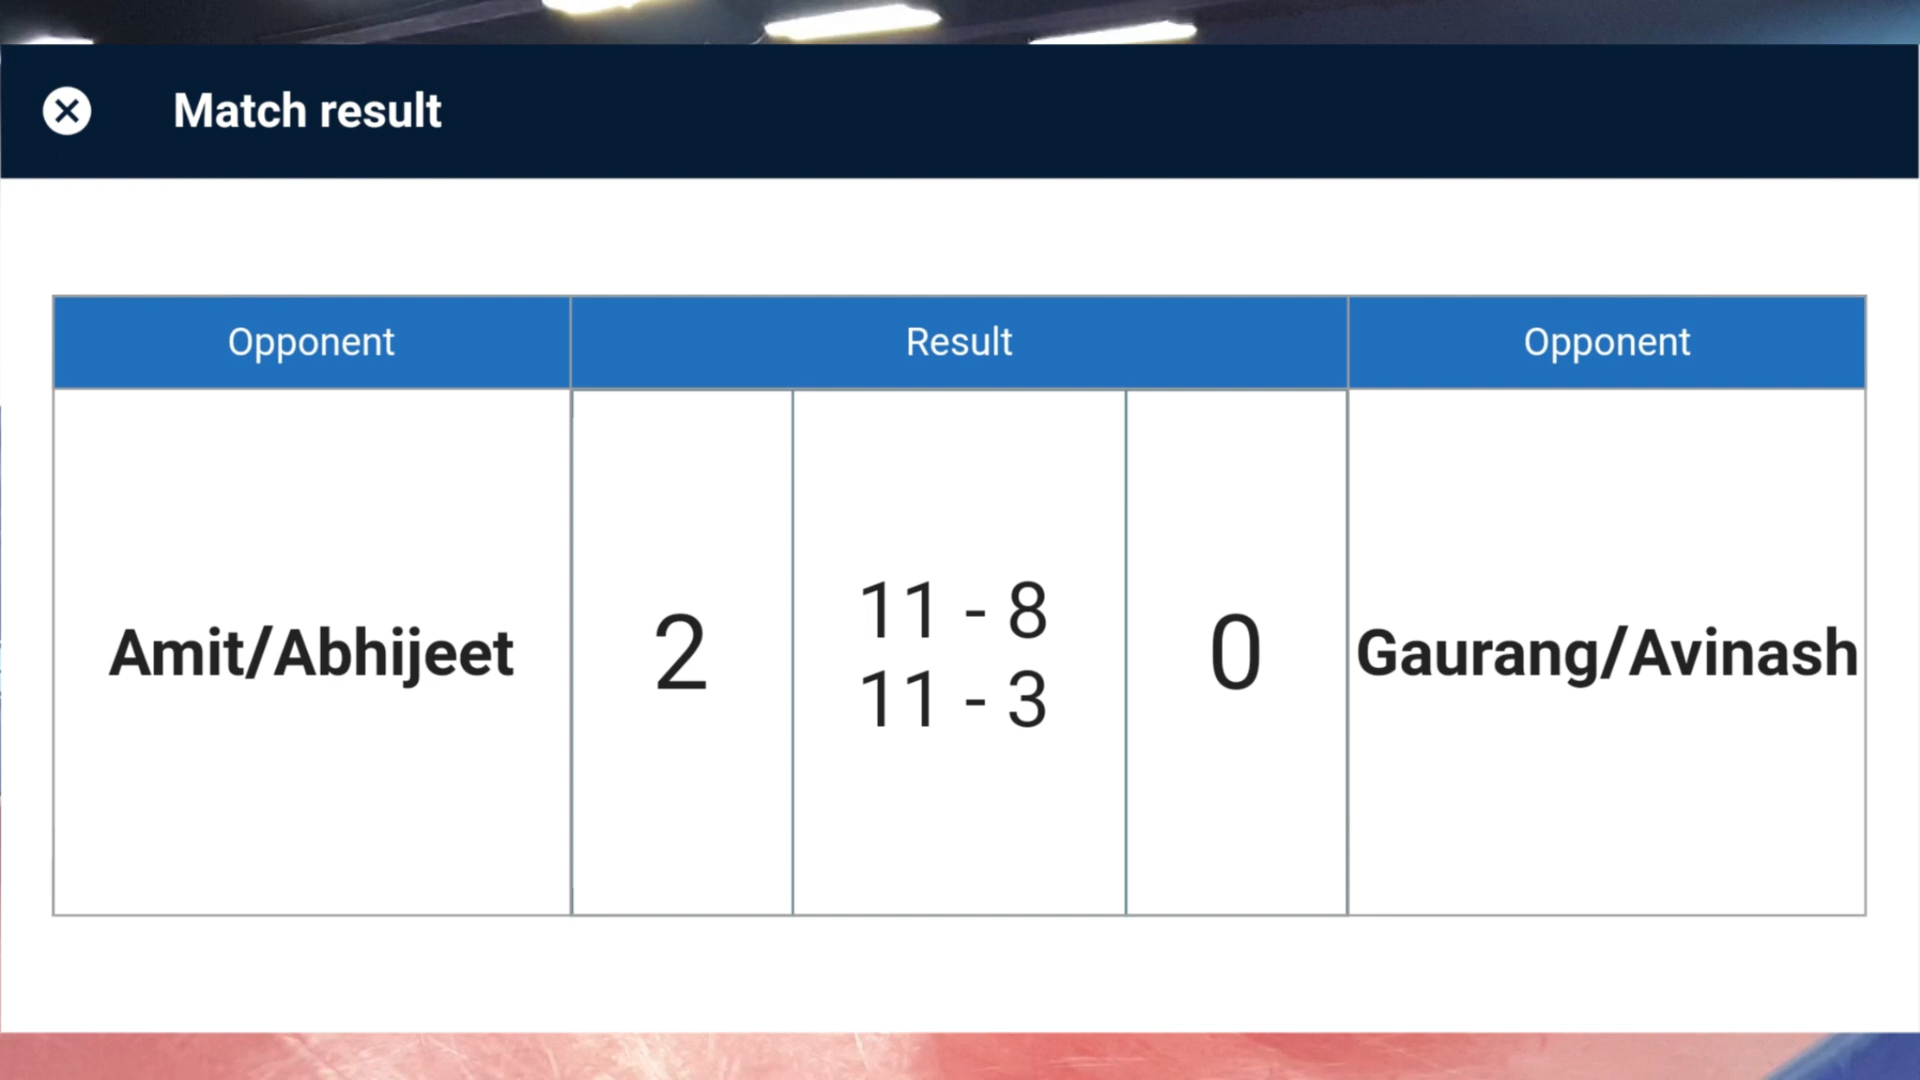 Match result
Opponent Result Opponent
Amit/Abhijeet 2 11 - 8 0 Gaurang/Avinash
11 - 3